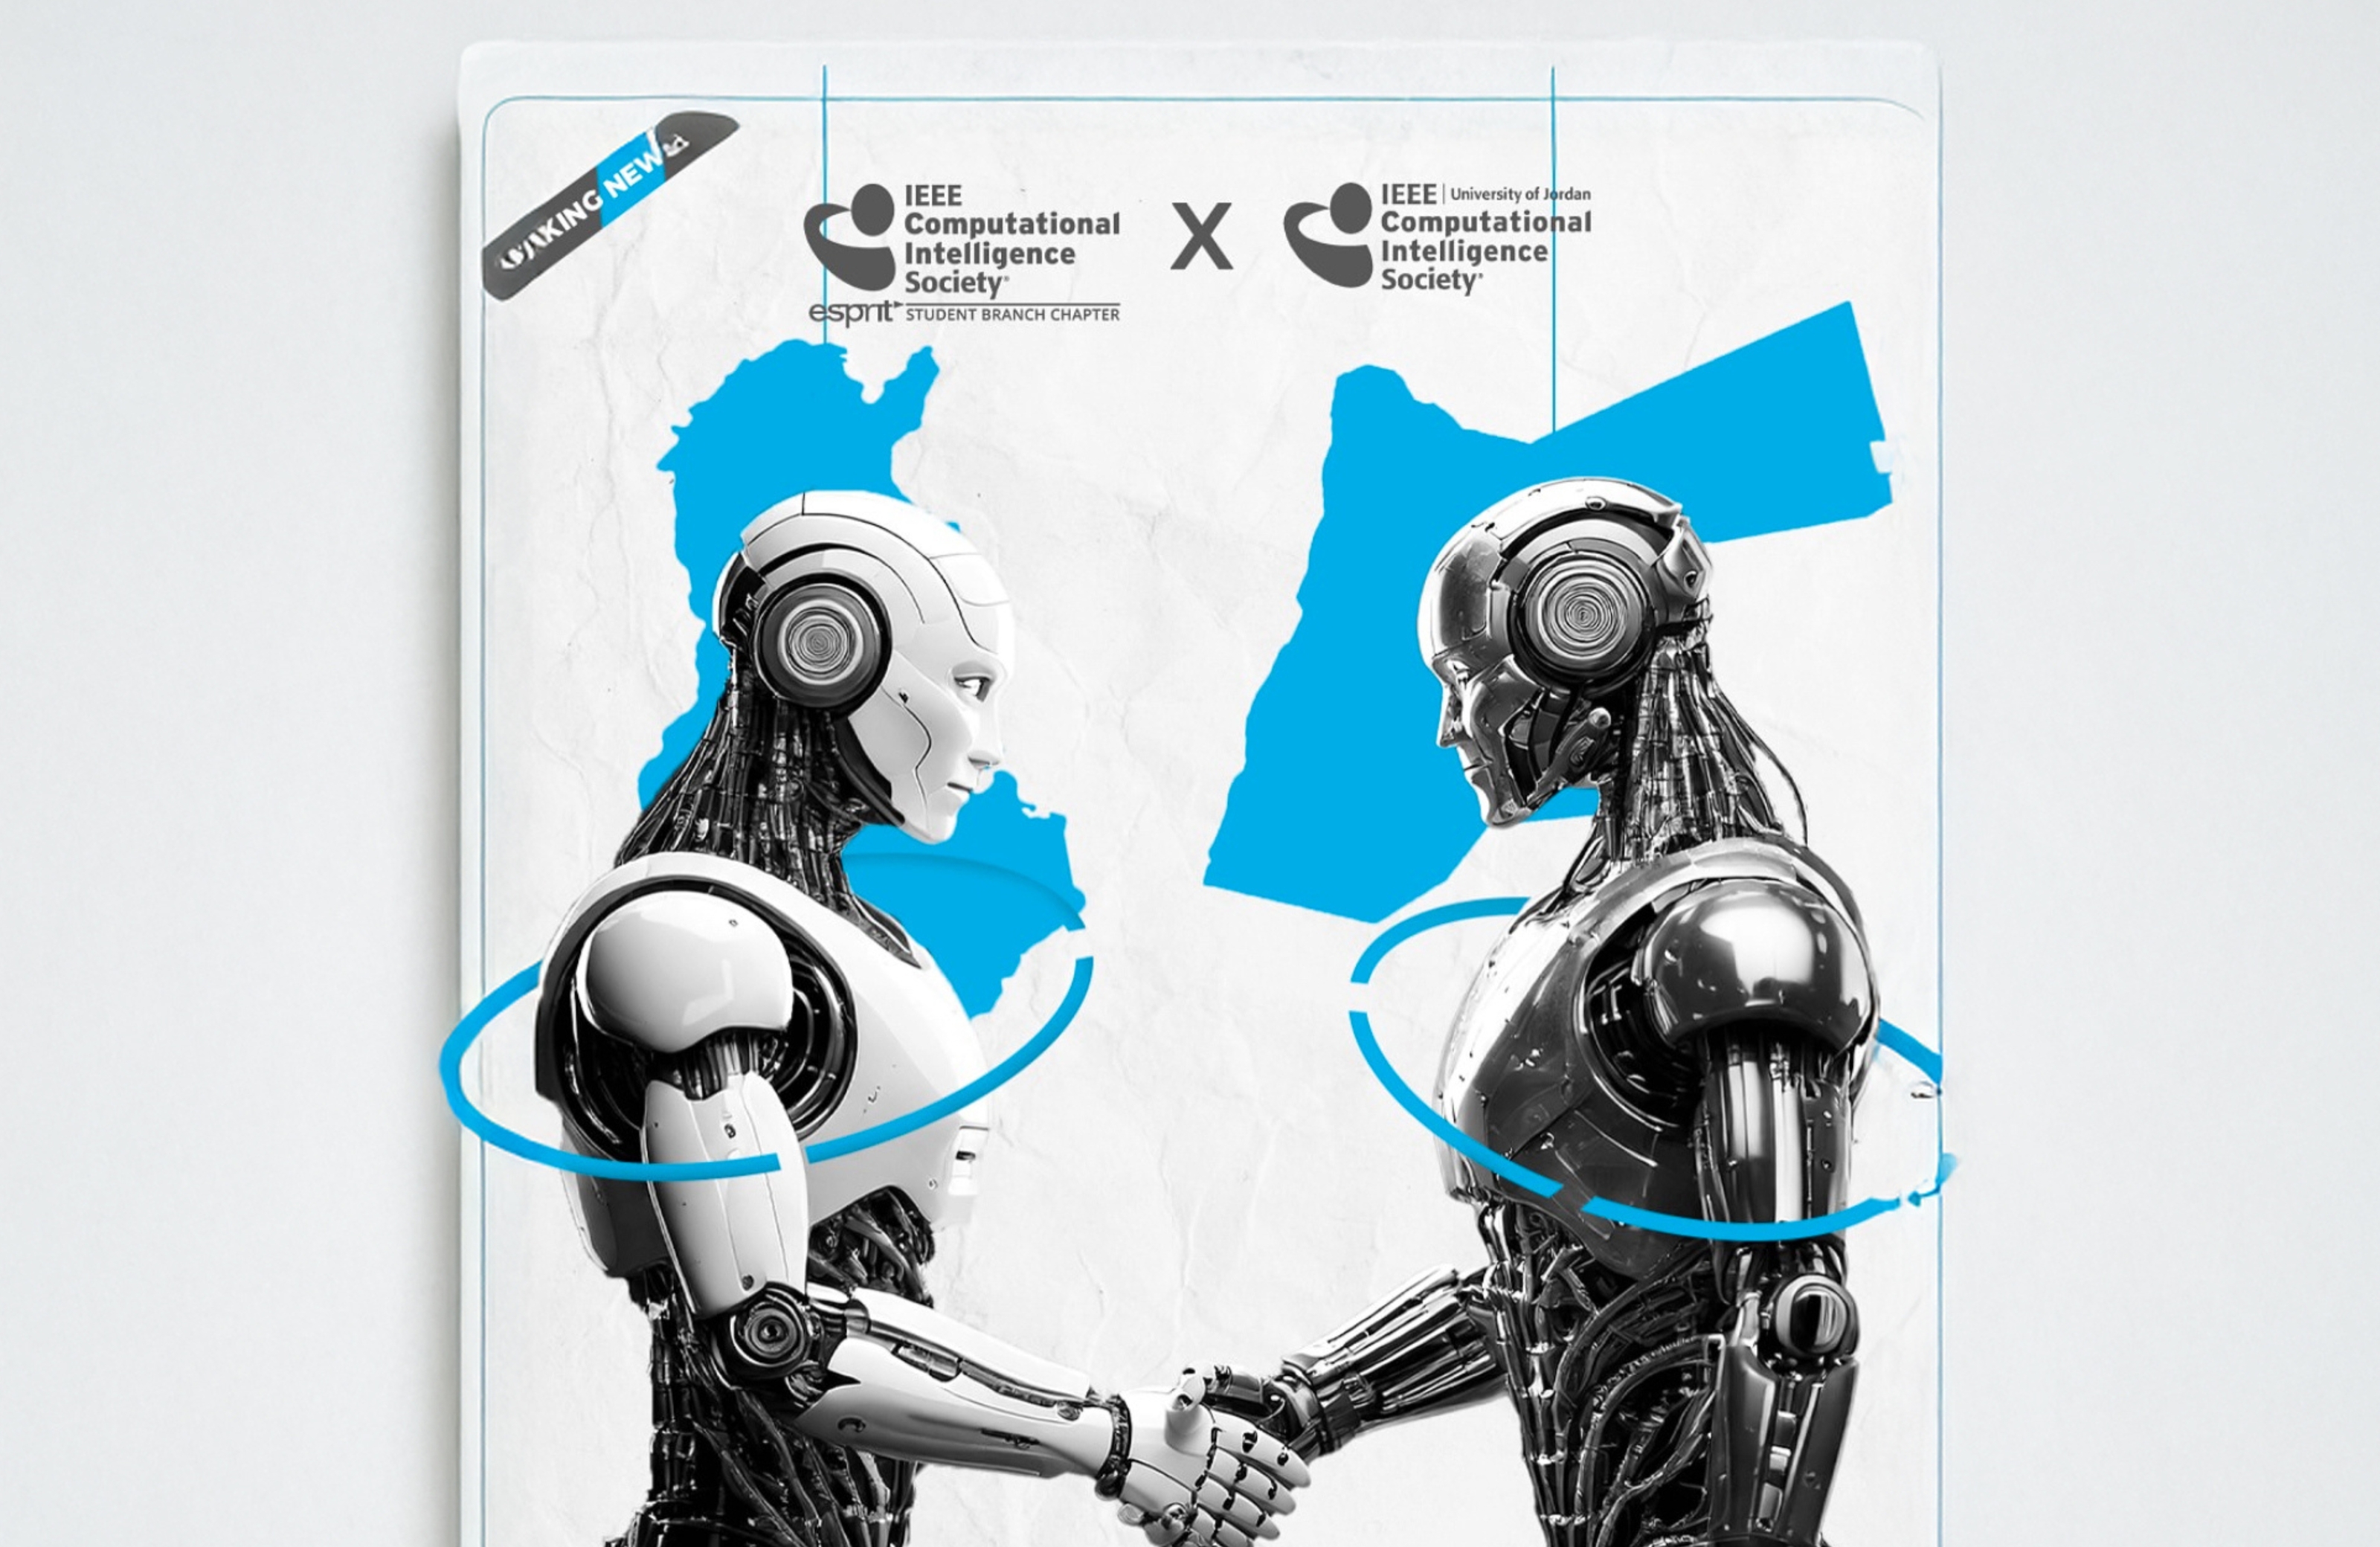 NEW
IEEE
Computational
Intelligence
Society
esprit STUDENT BRANCH CHAPTER
X
IEEE | University of Jordan
Computational
Intelligence
Society